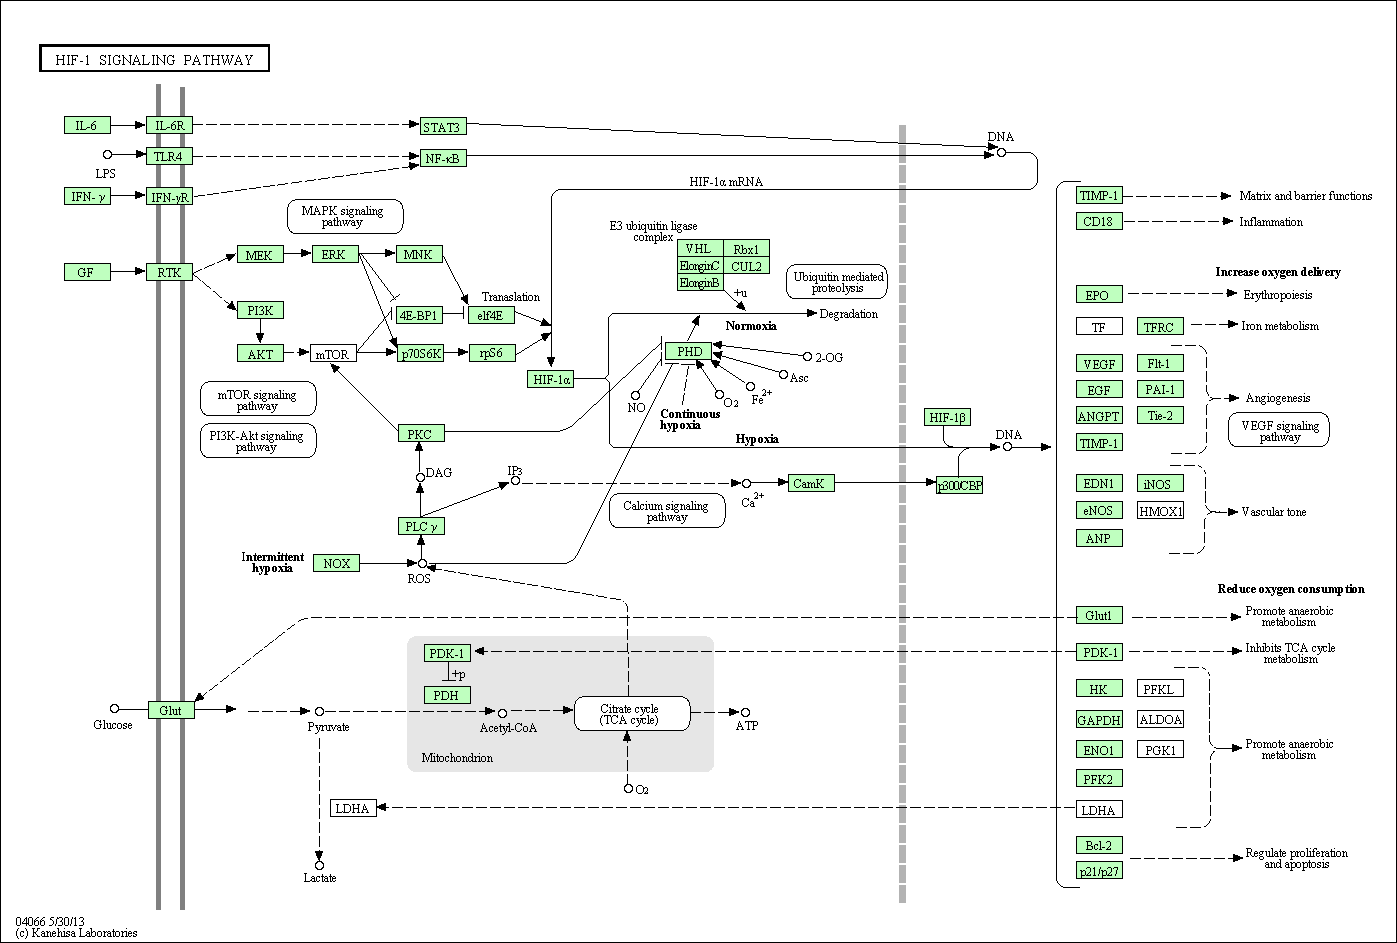 HIF-1 SIGNALING PATHWAY
IL-6
IL-6R
STAT3
DNA
LPS
TLR4
NF-κB
IFN-γ
IFN-γR
HIF-1α mRNA
MAPK signaling
pathway
E3 ubiquitin ligase
complex
VHL
Rbx1
ElonginC
CUL2
ElonginB
+u
Ubiquitin mediated
proteolysis
GF
RTK
MEK
ERK
MNK
PI3K
4E-BP1
Translation
eIf4E
Normoxia
Degradation
AKT
mTOR
p70S6K
rpS6
HIF-1α
PHD
2-OG
Asc
Fe2+
O2
NO
Continuous
hypoxia
mTOR signaling
pathway
PI3K-Akt signaling
pathway
PKC
Hypoxia
HIF-1β
DNA
DAG
IP3
Ca2+
CamK
p300/CBP
Calcium signaling
pathway
PLCγ
Intermittent
hypoxia
NOX
ROS
PDK-1
+p
PDH
Glucose
Glut
Pyruvate
Acetyl-CoA
Citrate cycle
(TCA cycle)
ATP
Mitochondrion
O2
LDHA
Lactate
TIMP-1
Matrix and barrier functions
CD18
Inflammation
Increase oxygen delivery
EPO
Erythropoiesis
TF
TFRC
Iron metabolism
VEGF
Flt-1
EGF
PAI-1
Angiogenesis
ANGPT
Tie-2
VEGF signaling
pathway
TIMP-1
EDN1
iNOS
eNOS
HMOX1
Vascular tone
ANP
Reduce oxygen consumption
Glut1
Promote anaerobic
metabolism
PDK-1
Inhibits TCA cycle
metabolism
HK
PFKL
GAPDH
ALDOA
ENO1
PGK1
Promote anaerobic
metabolism
PFK2
LDHA
Bcl-2
p21/p27
Regulate proliferation
and apoptosis
04066 5/30/13
(c) Kanehisa Laboratories